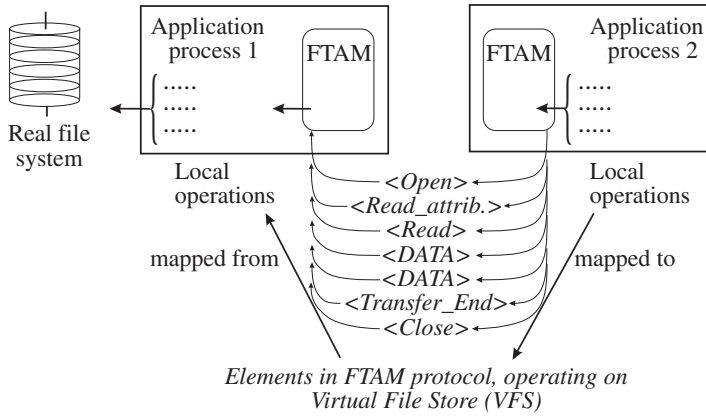 Application
process 1
FTAM
FTAM
Application
process 2
.....
.....
.....
.....
.....
.....
Real file
system
Local
operations
Local
operations
<Open>
<Read_attrib.>
<Read>
<DATA>
<DATA>
<Transfer_End>
<Close>
mapped from
mapped to
Elements in FTAM protocol, operating on
Virtual File Store (VFS)